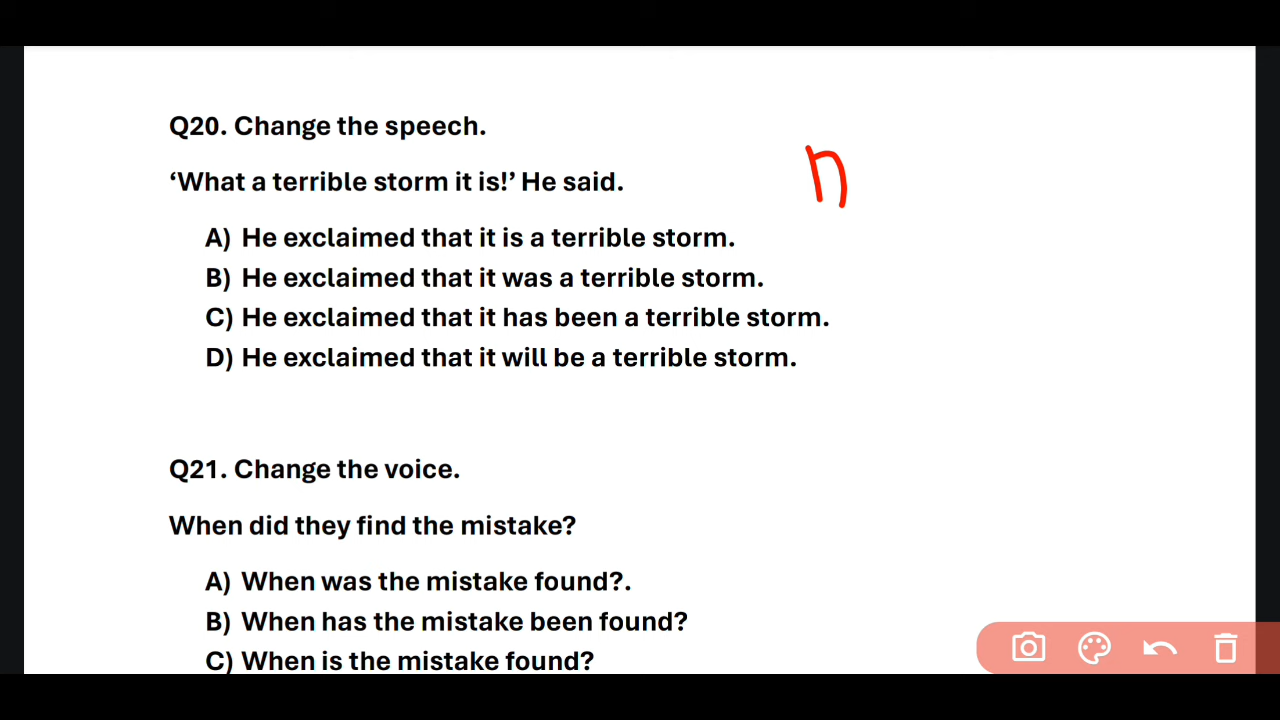 Q20. Change the speech.
‘What a terrible storm it is!’ He said.
A) He exclaimed that it is a terrible storm.
B) He exclaimed that it was a terrible storm.
C) He exclaimed that it has been a terrible storm.
D) He exclaimed that it will be a terrible storm.
Q21. Change the voice.
When did they find the mistake?
A) When was the mistake found?.
B) When has the mistake been found?
C) When is the mistake found?